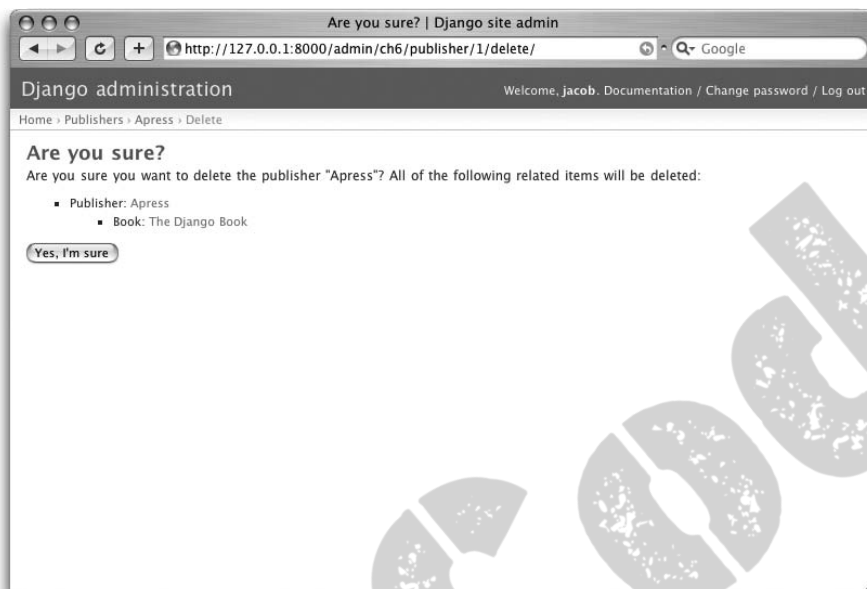 Are you sure? | Django site admin
http://127.0.0.1:8000/admin/ch6/publisher/1/delete/
Google
Django administration
Welcome, jacob. Documentation / Change password / Log out
Home › Publishers › Apress › Delete
Are you sure?
Are you sure you want to delete the publisher "Apress"? All of the following related items will be deleted:
Publisher: Apress
Book: The Django Book
Yes, I'm sure